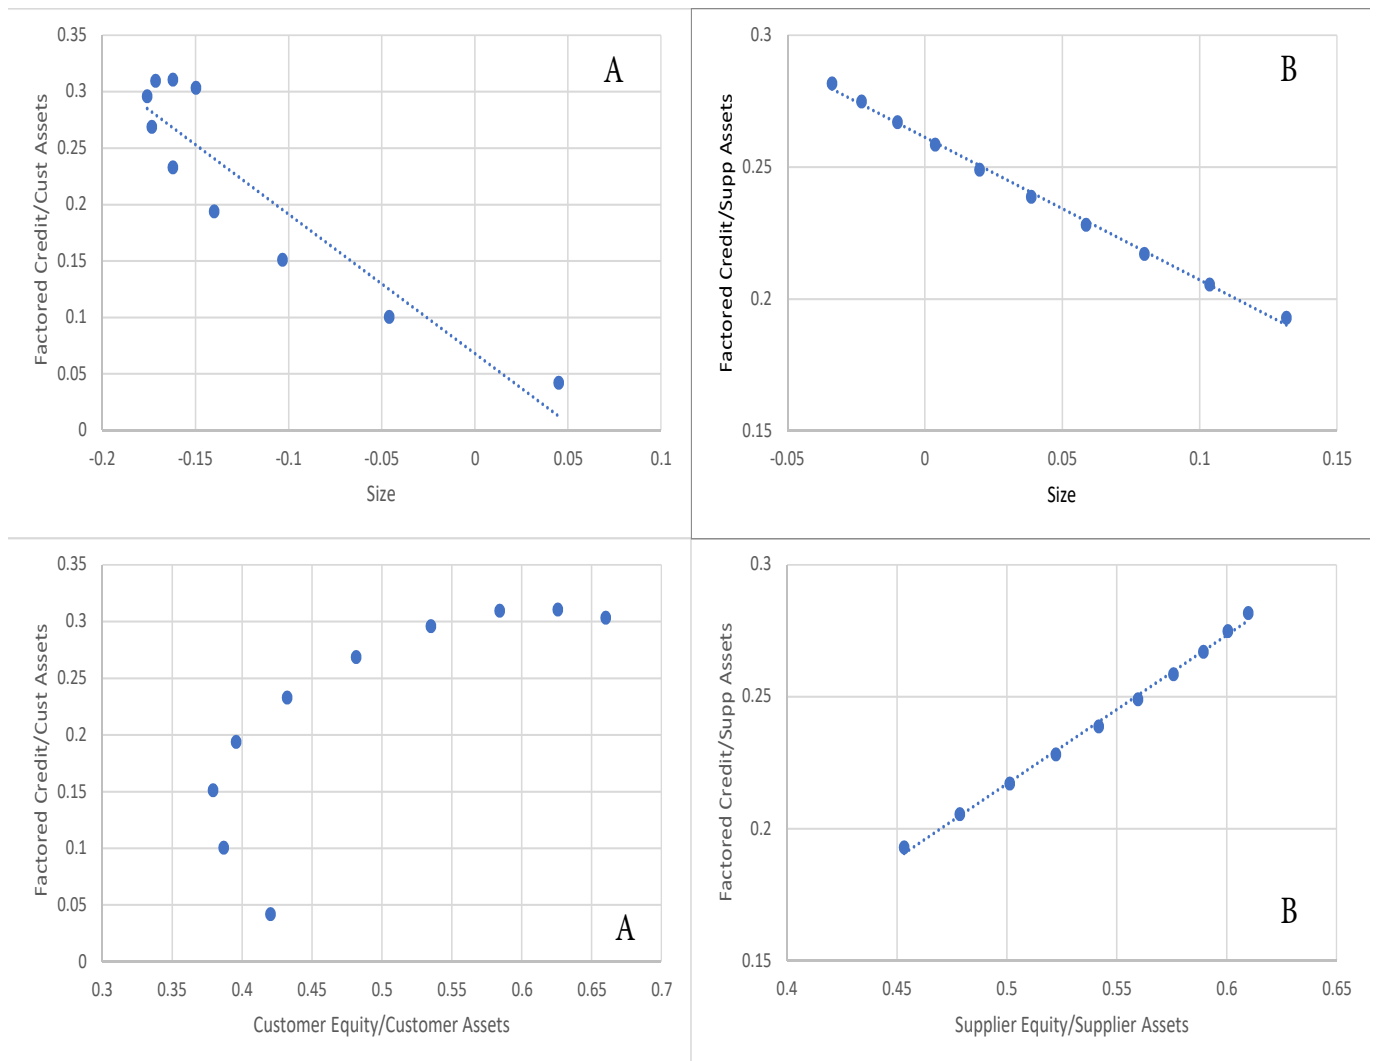 0.35
0.3
0.25
0.2
0.15
0.1
0.05
0
-0.2 -0.15 -0.1 -0.05 0 0.05 0.1
Factored Credit/Cust Assets
Size
A
0.3
0.25
0.2
0.15
-0.05 0 0.05 0.1 0.15
Factored Credit/Supp Assets
Size
B
0.35
0.3
0.25
0.2
0.15
0.1
0.05
0
0.3 0.35 0.4 0.45 0.5 0.55 0.6 0.65 0.7
Factored Credit/Cust Assets
Customer Equity/Customer Assets
A
0.3
0.25
0.2
0.15
0.4 0.45 0.5 0.55 0.6 0.65
Factored Credit/Supp Assets
Supplier Equity/Supplier Assets
B